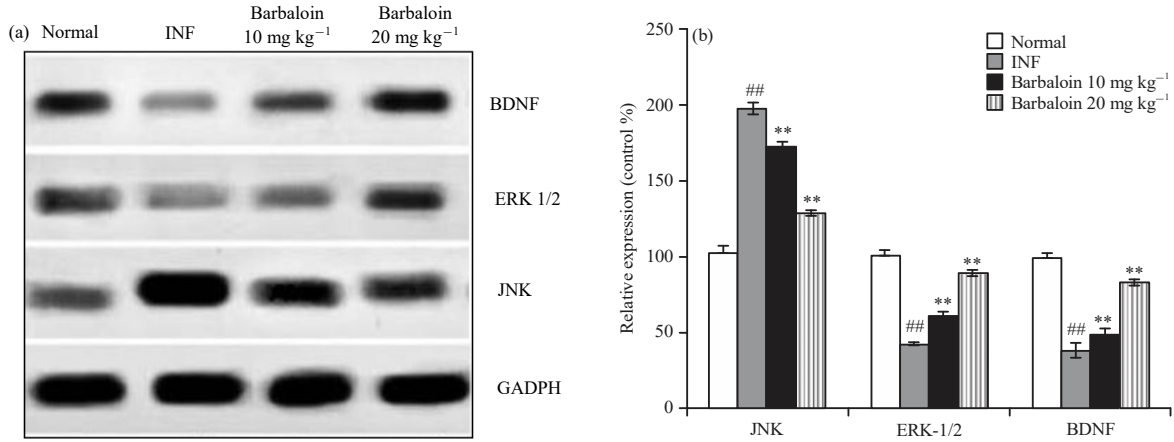 (a)
Normal
INF
Barbaloin
10 mg kg⁻¹
Barbaloin
20 mg kg⁻¹
BDNF
ERK 1/2
JNK
GADPH
(b)
250
200
150
100
50
0
Relative expression (control %)
Normal
INF
Barbaloin 10 mg kg⁻¹
Barbaloin 20 mg kg⁻¹
##
**
**
##
**
**
##
**
**
JNK
ERK-1/2
BDNF